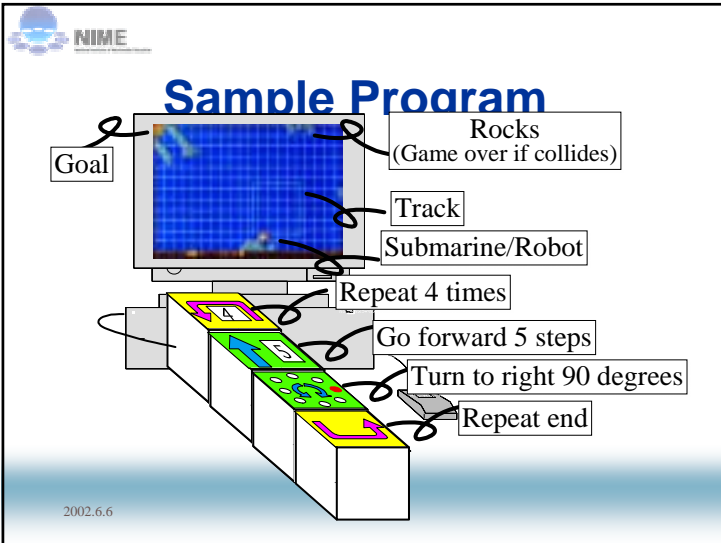 NIME
Sample Program
Rocks
(Game over if collides)
Goal
Track
Submarine/Robot
Repeat 4 times
4
Go forward 5 steps
5
Turn to right 90 degrees
Repeat end
2002.6.6